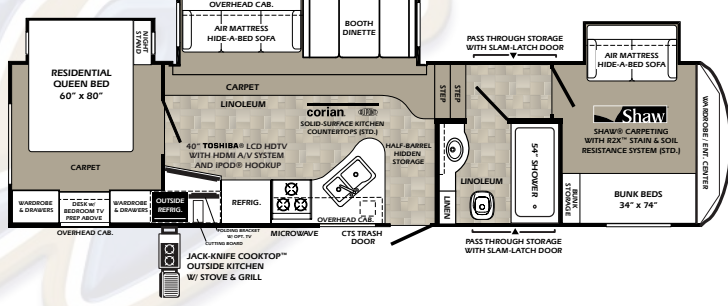 OVERHEAD CAB.
AIR MATTRESS
HIDE-A-BED SOFA
BOOTH
DINETTE
NIGHT
STAND
RESIDENTIAL
QUEEN BED
60" x 80"
CARPET
WARDROBE
& DRAWERS
DESK w/
BEDROOM TV
PREP ABOVE
WARDROBE
& DRAWERS
OVERHEAD CAB.
CARPET
LINOLEUM
corian.
SOLID-SURFACE KITCHEN
COUNTERTOPS (STD.)
40" TOSHIBA® LCD HDTV
WITH HDMI A/V SYSTEM
AND IPOD® HOOKUP
HALF-BARREL
HIDDEN
STORAGE
OUTSIDE
REFRIG.
FOLDING BRACKET
W/ OPT. TV
CUTTING BOARD
REFRIG.
MICROWAVE
OVERHEAD CAB.
CTS TRASH
DOOR
JACK-KNIFE COOKTOP™
OUTSIDE KITCHEN
W/ STOVE & GRILL
STEP
STEP
PASS THROUGH STORAGE
WITH SLAM-LATCH DOOR
LINOLEUM
LINEN
54" SHOWER
PASS THROUGH STORAGE
WITH SLAM-LATCH DOOR
AIR MATTRESS
HIDE-A-BED SOFA
Shaw
SHAW® CARPETING
WITH R2X™ STAIN & SOIL
RESISTANCE SYSTEM (STD.)
BUNK
STORAGE
BUNK BEDS
34" x 74"
WARDROBE / ENT. CENTER